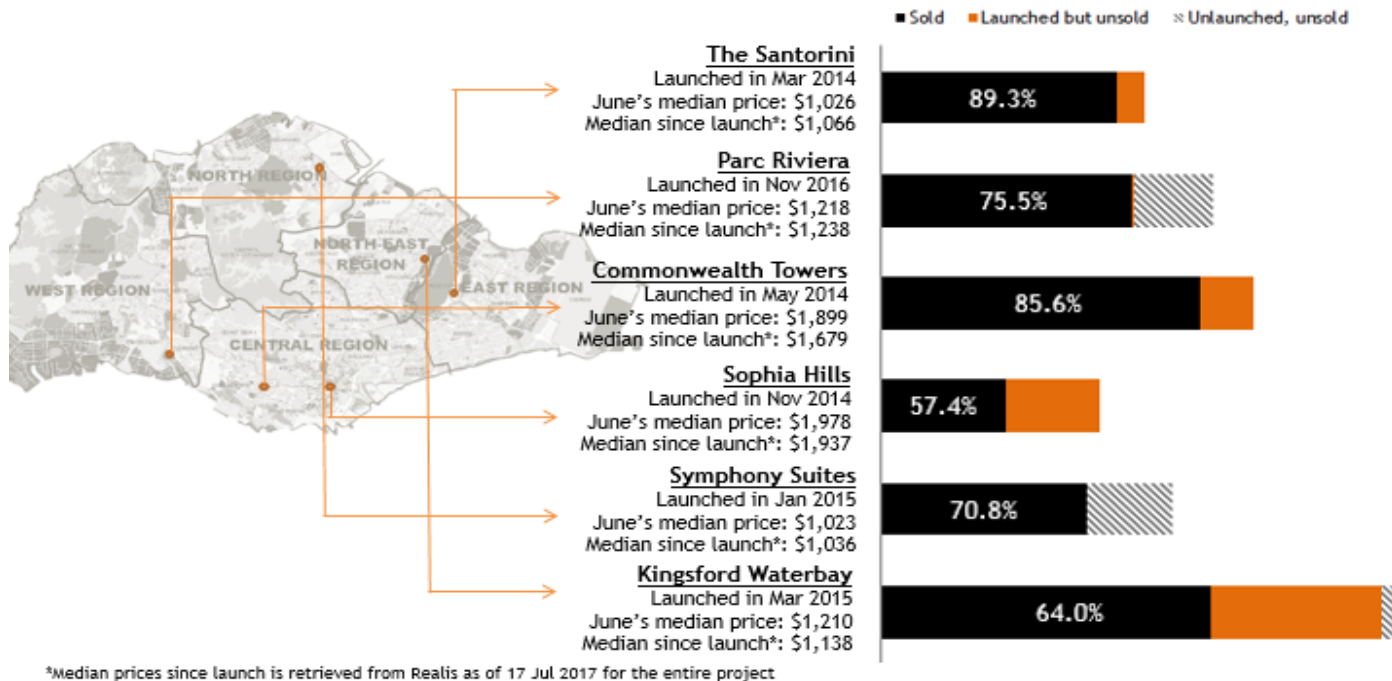 Sold Launched but unsold Unlaunched, unsold
The Santorini
Launched in Mar 2014
June's median price: $1,026
Median since launch*: $1,066
89.3%
Parc Riviera
Launched in Nov 2016
June's median price: $1,218
Median since launch*: $1,238
75.5%
Commonwealth Towers
Launched in May 2014
June's median price: $1,899
Median since launch*: $1,679
85.6%
Sophia Hills
Launched in Nov 2014
June's median price: $1,978
Median since launch*: $1,937
57.4%
Symphony Suites
Launched in Jan 2015
June's median price: $1,023
Median since launch*: $1,036
70.8%
Kingsford Waterbay
Launched in Mar 2015
June's median price: $1,210
Median since launch*: $1,138
64.0%
NORTH REGION
NORTH-EAST
REGION
WEST REGION
EAST REGION
CENTRAL REGION
*Median prices since launch is retrieved from Realis as of 17 Jul 2017 for the entire project